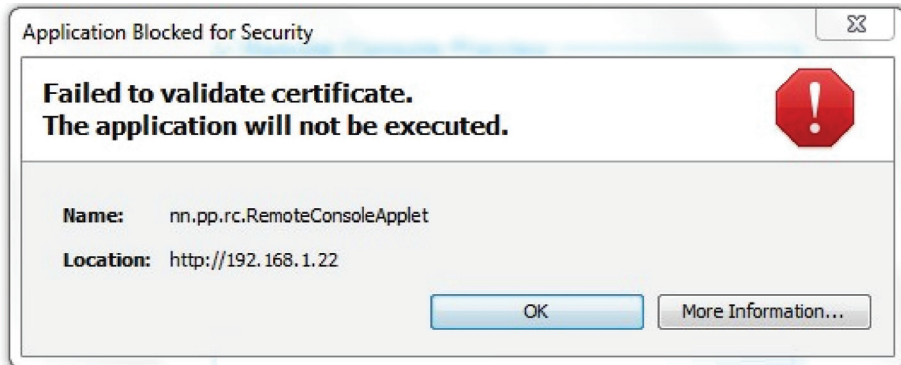 Application Blocked for Security
Failed to validate certificate.
The application will not be executed.
Name: nn.pp.rc.RemoteConsoleApplet
Location: http://192.168.1.22
OK
More Information...